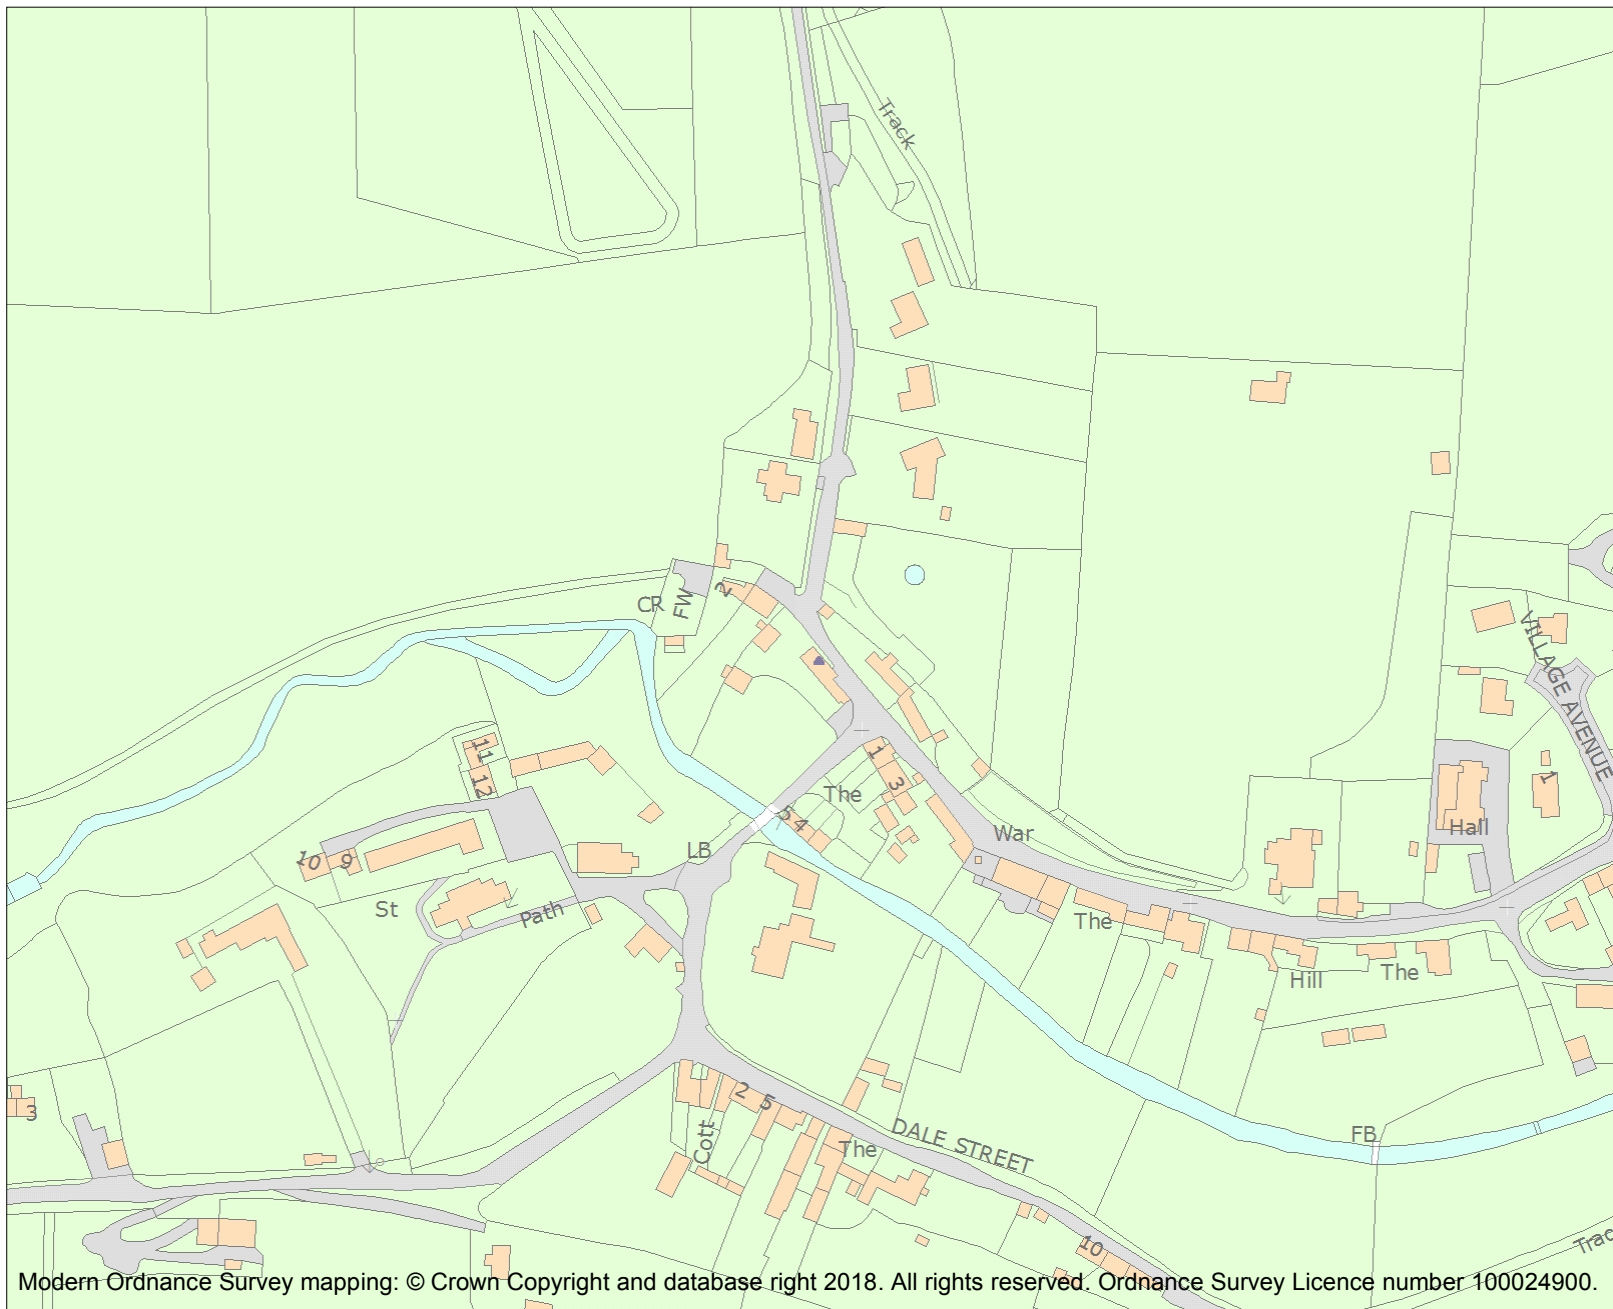 Track
CR
FW
2
11
12
1
3
The
5 4
10
9
LB
War
St
Path
The
Hill
The
Hall
VILLAGE AVENUE
1
3
2
5
Cott
The
DALE STREET
FB
10
Trac
Modern Ordnance Survey mapping: © Crown Copyright and database right 2018. All rights reserved. Ordnance Survey Licence number 100024900.